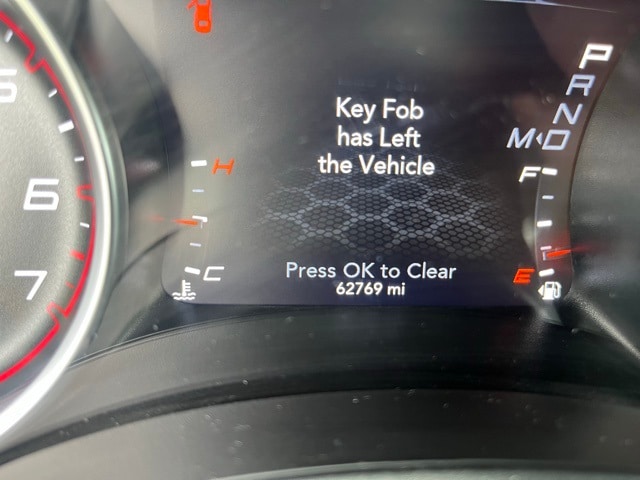 P
R
5
N
Key Fob
has Left
M D
the Vehicle
H
F
6
Press OK to Clear
C
E
7
62769 mi